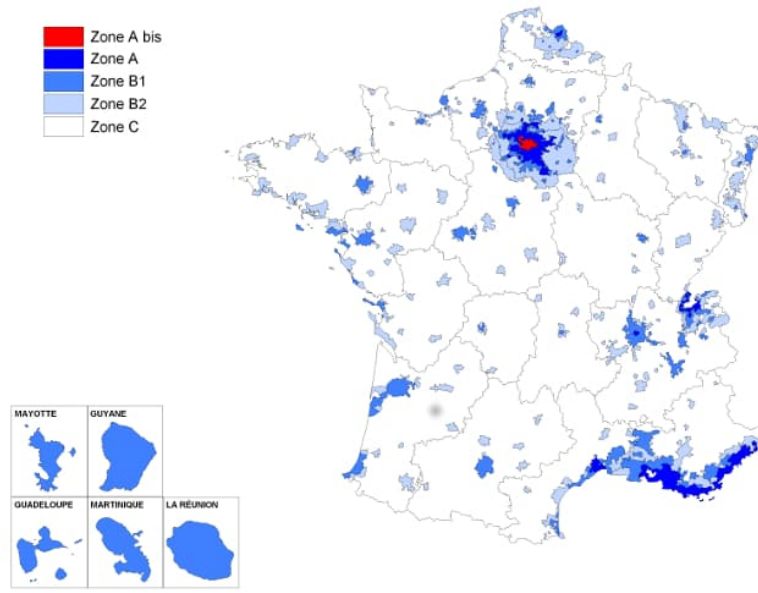 Zone A bis
Zone A
Zone B1
Zone B2
Zone C
MAYOTTE
GUYANE
GUADELOUPE
MARTINIQUE
LA RÉUNION